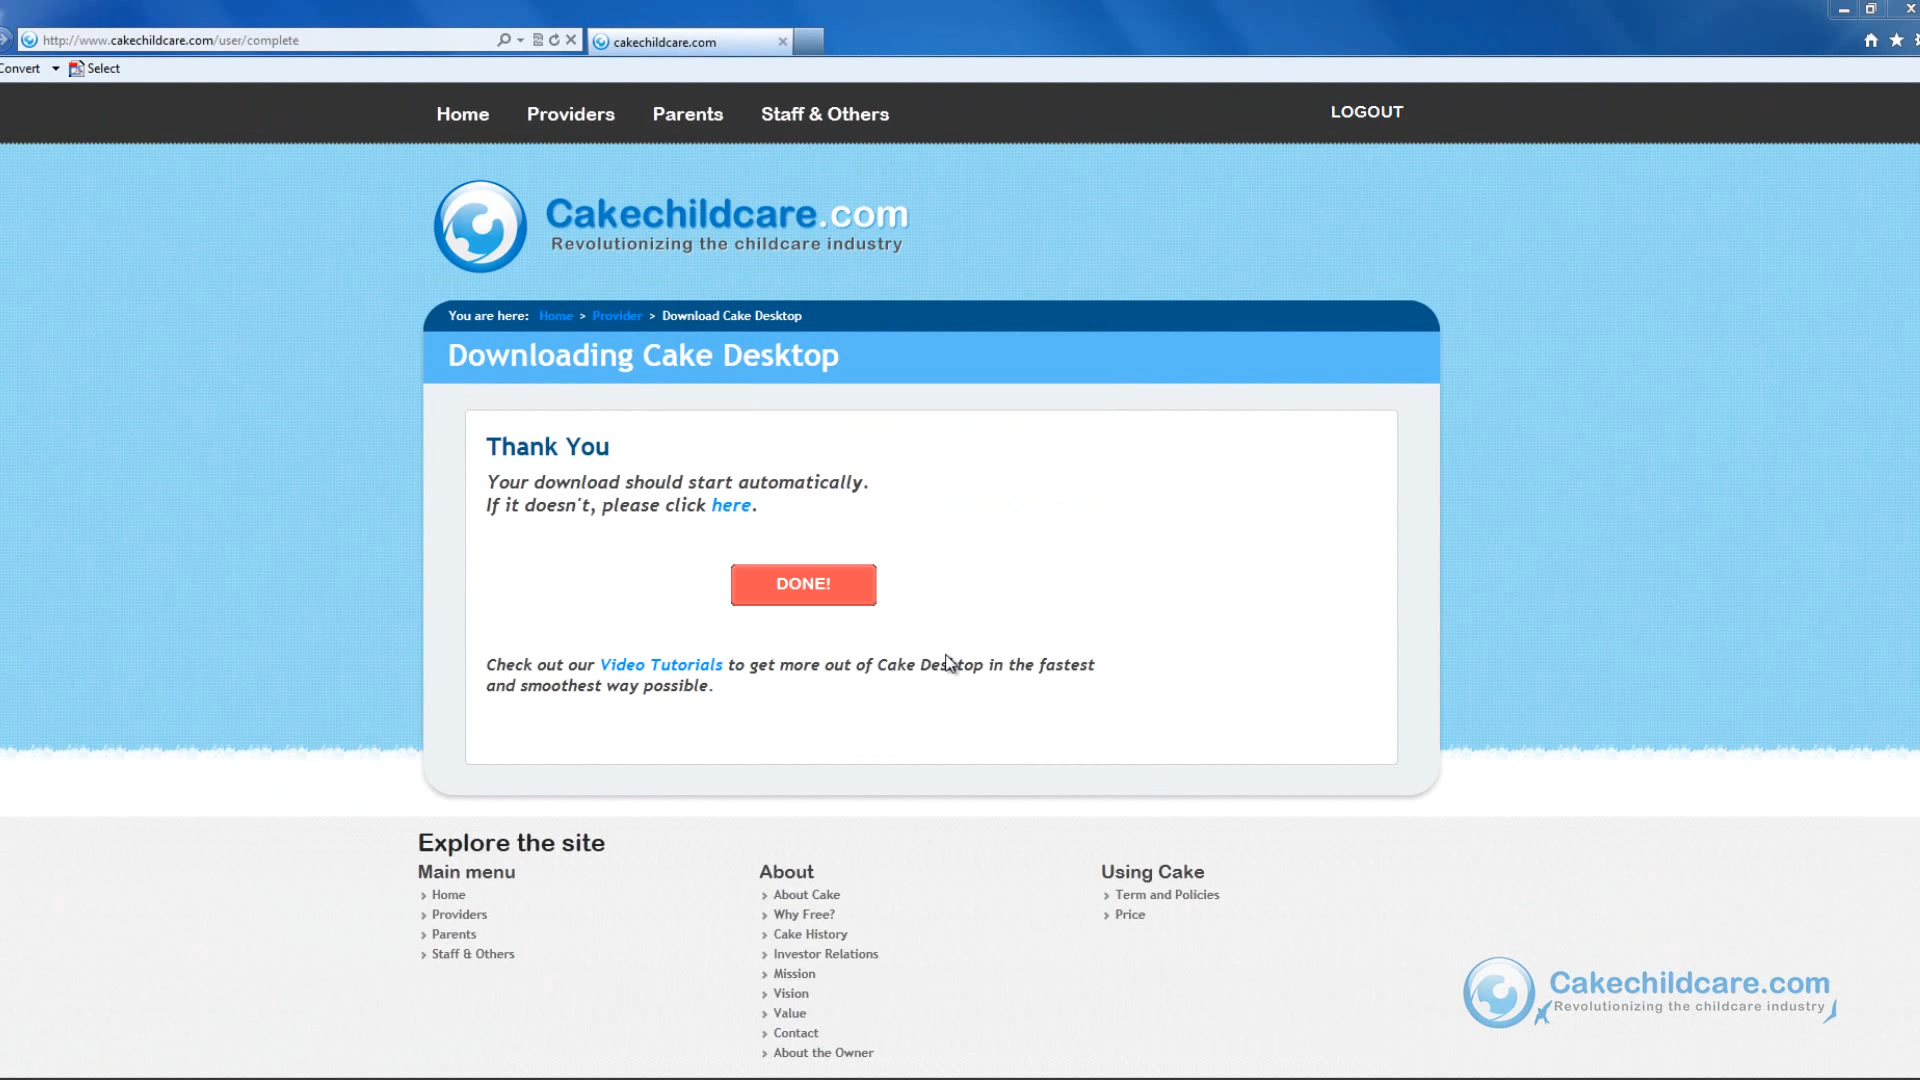 http://www.cakechildcare.com/user/complete
cakechildcare.com
Convert
Select
Home Providers Parents Staff & Others LOGOUT
Cakechildcare.com
Revolutionizing the childcare industry
You are here: Home > Provider > Download Cake Desktop
Downloading Cake Desktop
Thank You
Your download should start automatically.
If it doesn't, please click here.
DONE!
Check out our Video Tutorials to get more out of Cake Desktop in the fastest
and smoothest way possible.
Explore the site
Main menu
Home
Providers
Parents
Staff & Others
About
About Cake
Why Free?
Cake History
Investor Relations
Mission
Vision
Value
Contact
About the Owner
Using Cake
Term and Policies
Price
Cakechildcare.com
Revolutionizing the childcare industry